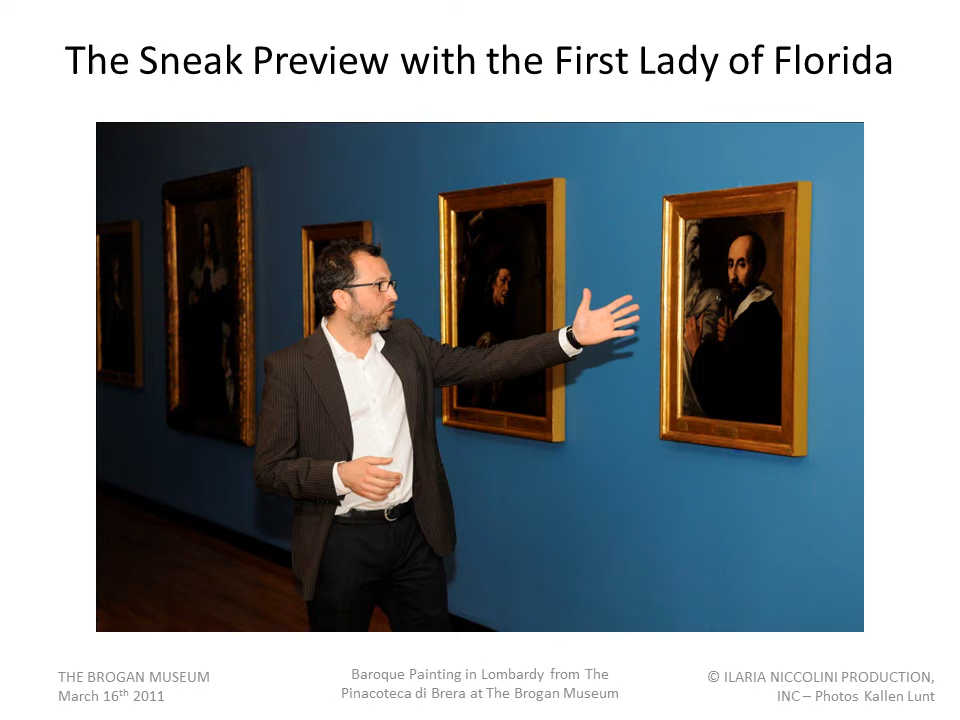 The Sneak Preview with the First Lady of Florida
THE BROGAN MUSEUM
March 16th 2011
Baroque Painting in Lombardy from The
Pinacoteca di Brera at The Brogan Museum
© ILARIA NICCOLINI PRODUCTION,
INC – Photos Kallen Lunt